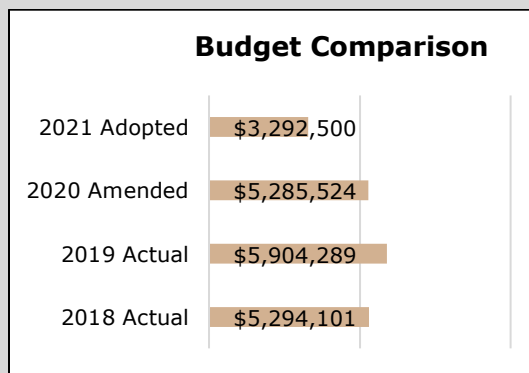 Budget Comparison
2021 Adopted $3,292,500
2020 Amended $5,285,524
2019 Actual $5,904,289
2018 Actual $5,294,101